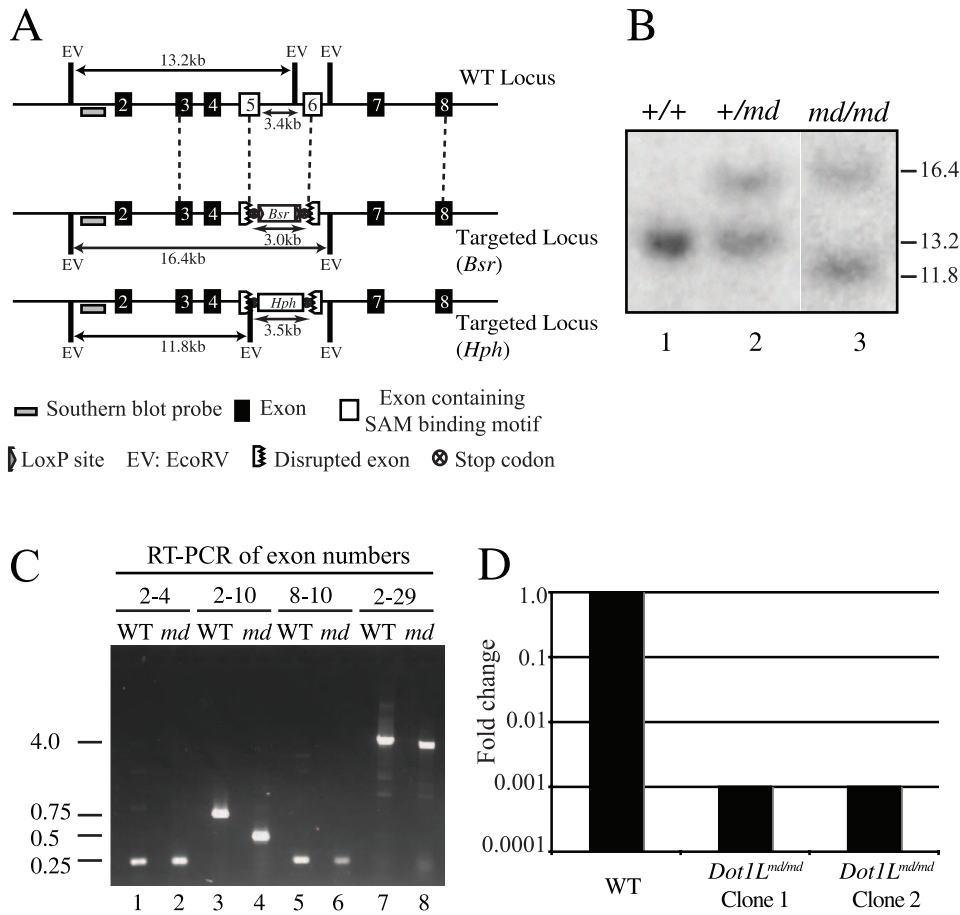 A
EV
EV
EV
13.2kb
WT Locus
2
3
4
5
6
7
8
3.4kb
2
3
4
Bsr
7
8
3.0kb
Targeted Locus
(Bsr)
16.4kb
EV
EV
2
3
4
Hph
7
8
3.5kb
Targeted Locus
(Hph)
11.8kb
EV
EV
EV
Southern blot probe
Exon
Exon containing
SAM binding motif
LoxP site
EV: EcoRV
Disrupted exon
Stop codon
B
+/+
+/md
md/md
16.4
13.2
11.8
1
2
3
C
RT-PCR of exon numbers
2-4
2-10
8-10
2-29
WT md WT md WT md WT md
4.0
0.75
0.5
0.25
1 2 3 4 5 6 7 8
D
Fold change
1.0
0.1
0.01
0.001
0.0001
WT
Dot1L^md/md
Clone 1
Dot1L^md/md
Clone 2